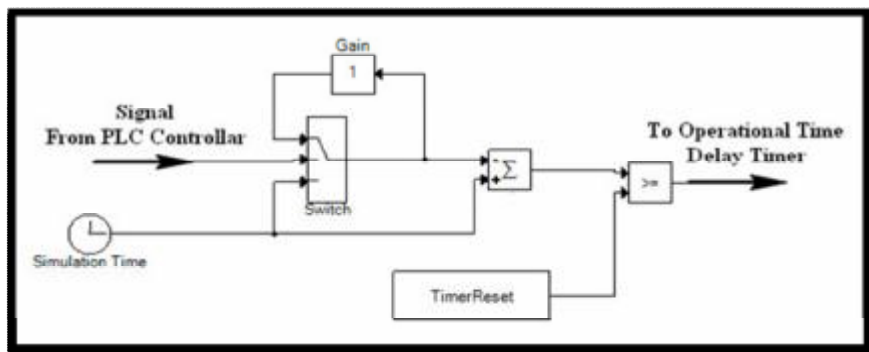 Gain
1
Signal
From PLC Controllar
To Operational Time
Delay Timer
-
+
Σ
>=
Switch
Simulation Time
TimerReset